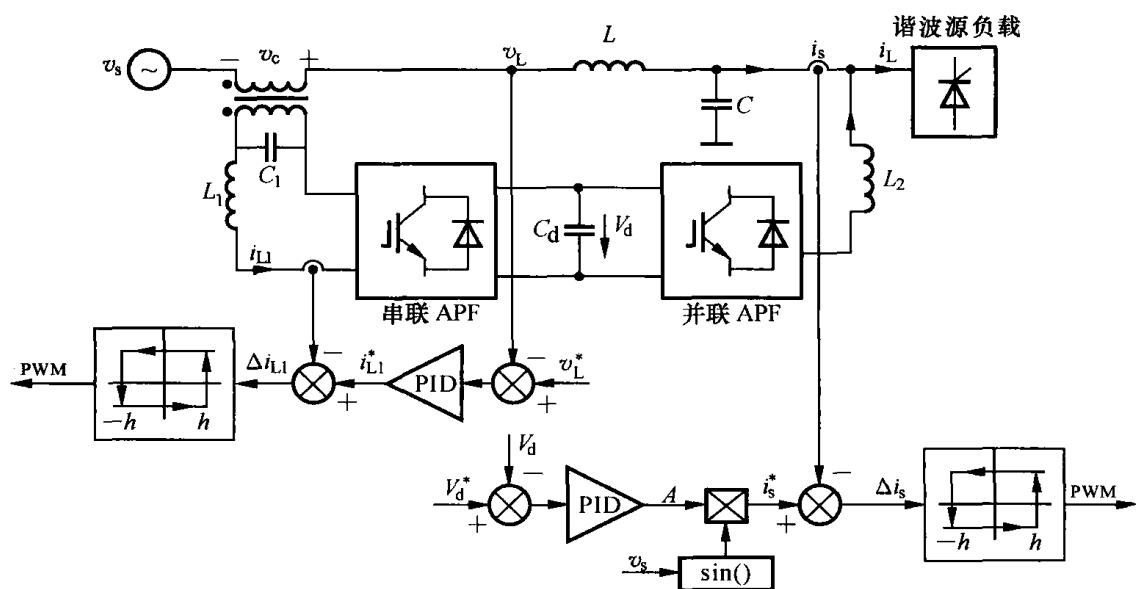 谐波源负载
v_s
~
−
v_c
+
v_L
L
i_s
i_L
C
C_1
L_1
L_2
C_d
V_d
i_L1
串联 APF
并联 APF
PWM
−h
h
Δi_L1
−
+
i*_L1
PID
−
+
v*_L
V_d
V*_d
−
+
PID
A
i*_s
−
+
Δi_s
−h
h
PWM
v_s
sin()